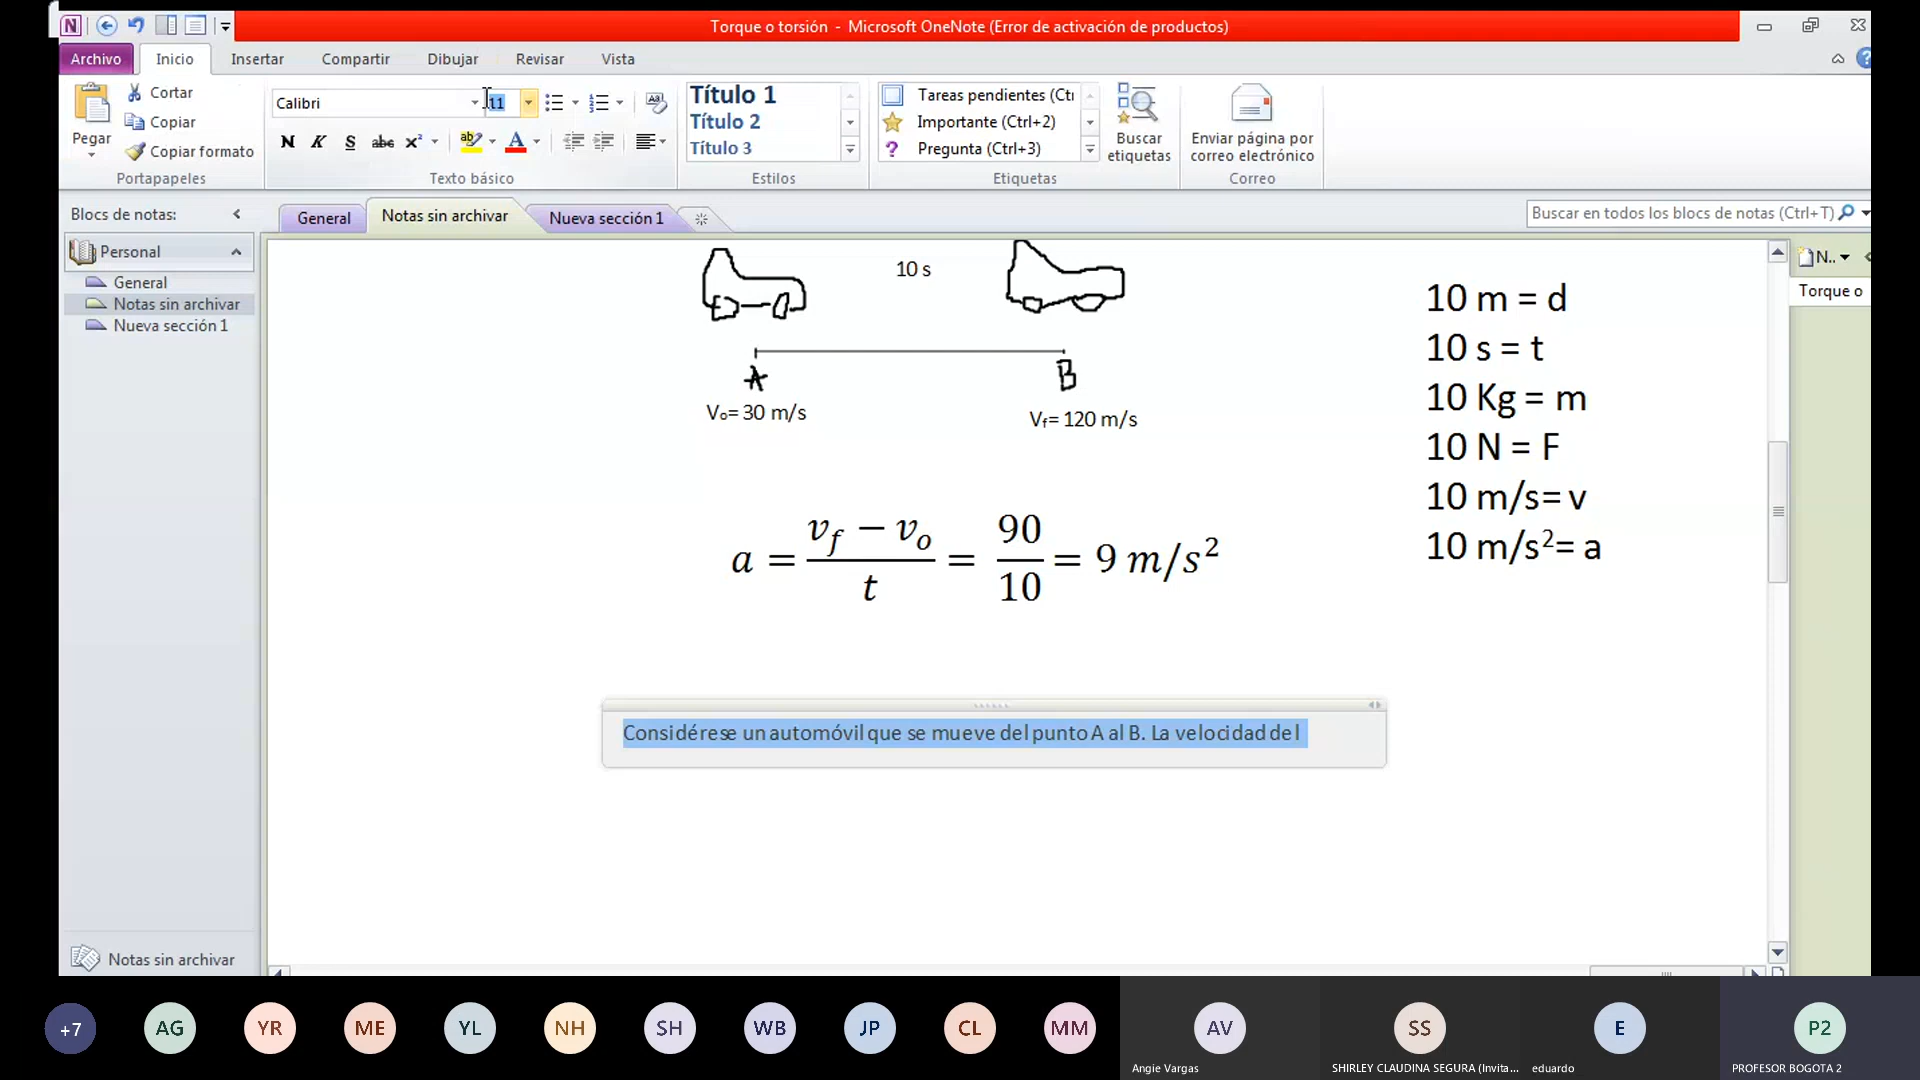 Torque o torsión - Microsoft OneNote (Error de activación de productos)
Archivo
Inicio
Insertar
Compartir
Dibujar
Revisar
Vista
Pegar
Cortar
Copiar
Copiar formato
Portapapeles
Calibri
11
N K S abc x²
Texto básico
Título 1
Título 2
Título 3
Estilos
Tareas pendientes (Ctr
Importante (Ctrl+2)
Pregunta (Ctrl+3)
Etiquetas
Buscar
etiquetas
Enviar página por
correo electrónico
Correo
Blocs de notas:
General
Notas sin archivar
Nueva sección 1
Buscar en todos los blocs de notas (Ctrl+T)
Personal
General
Notas sin archivar
Nueva sección 1
Notas sin archivar
N..
Torque o
10 s
A
B
Vₒ= 30 m/s
V_f= 120 m/s
10 m = d
10 s = t
10 Kg = m
10 N = F
10 m/s= v
10 m/s²= a
a = (v_f − v_o)/t = 90/10 = 9 m/s²
Considérese un automóvil que se mueve del punto A al B. La velocidad del
+7
AG
YR
ME
YL
NH
SH
WB
JP
CL
MM
AV
SS
E
P2
Angie Vargas
SHIRLEY CLAUDINA SEGURA (Invita...
eduardo
PROFESOR BOGOTA 2